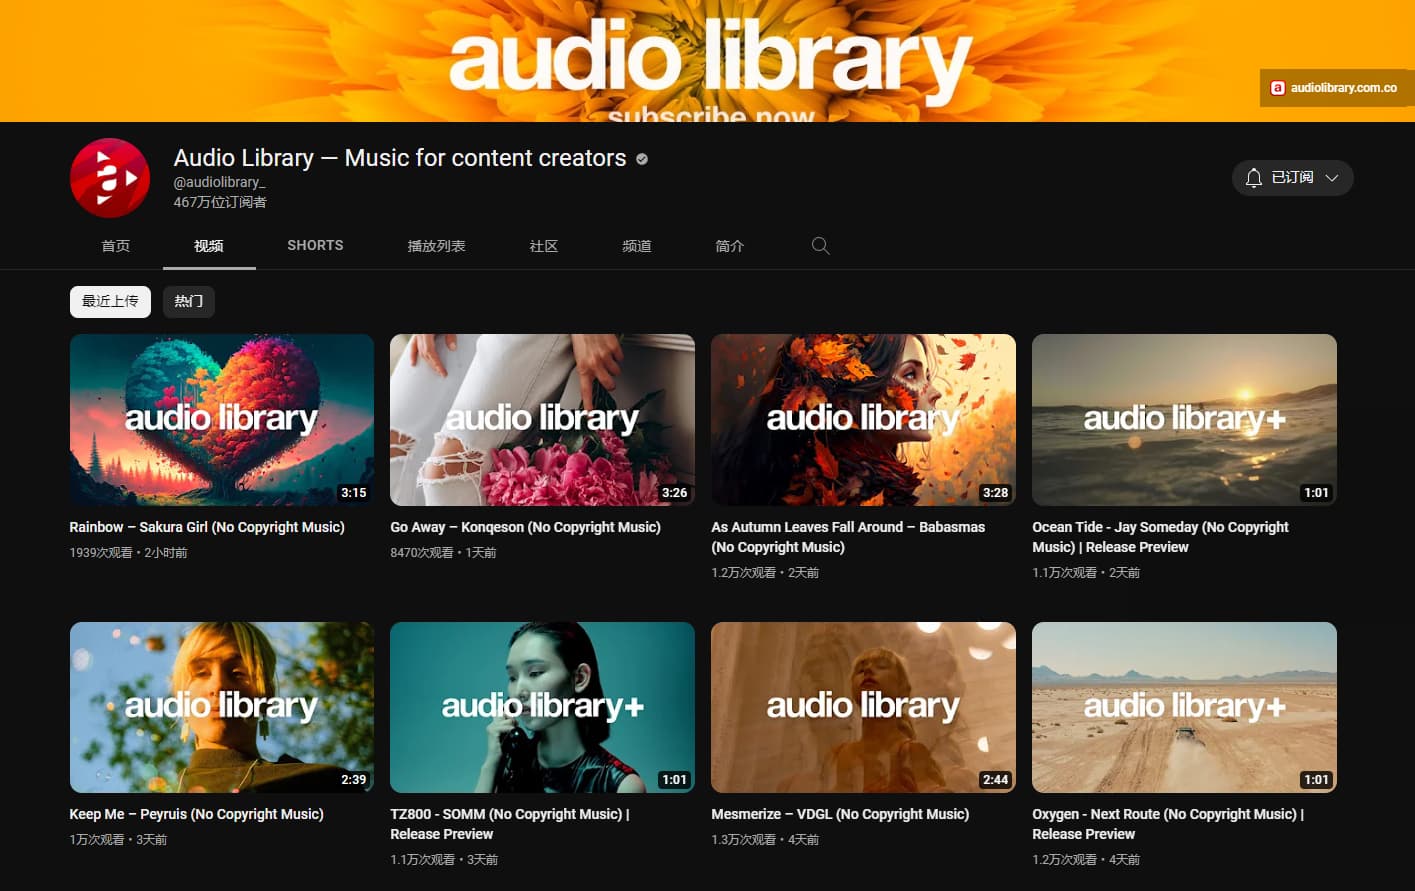 audio library
subscribe now
a audiolibrary.com.co
Audio Library — Music for content creators
@audiolibrary_
467万位订阅者
已订阅
首页 视频 SHORTS 播放列表 社区 频道 简介
最近上传 热门
audio library
3:15
audio library
3:26
audio library
3:28
audio library+
1:01
Rainbow – Sakura Girl (No Copyright Music)
1939次观看・2小时前
Go Away – Konqeson (No Copyright Music)
8470次观看・1天前
As Autumn Leaves Fall Around – Babasmas
(No Copyright Music)
1.2万次观看・2天前
Ocean Tide - Jay Someday (No Copyright
Music) | Release Preview
1.1万次观看・2天前
audio library
2:39
audio library+
1:01
audio library
2:44
audio library+
1:01
Keep Me – Peyruis (No Copyright Music)
1万次观看・3天前
TZ800 - SOMM (No Copyright Music) |
Release Preview
1.1万次观看・3天前
Mesmerize – VDGL (No Copyright Music)
1.3万次观看・4天前
Oxygen - Next Route (No Copyright Music) |
Release Preview
1.2万次观看・4天前